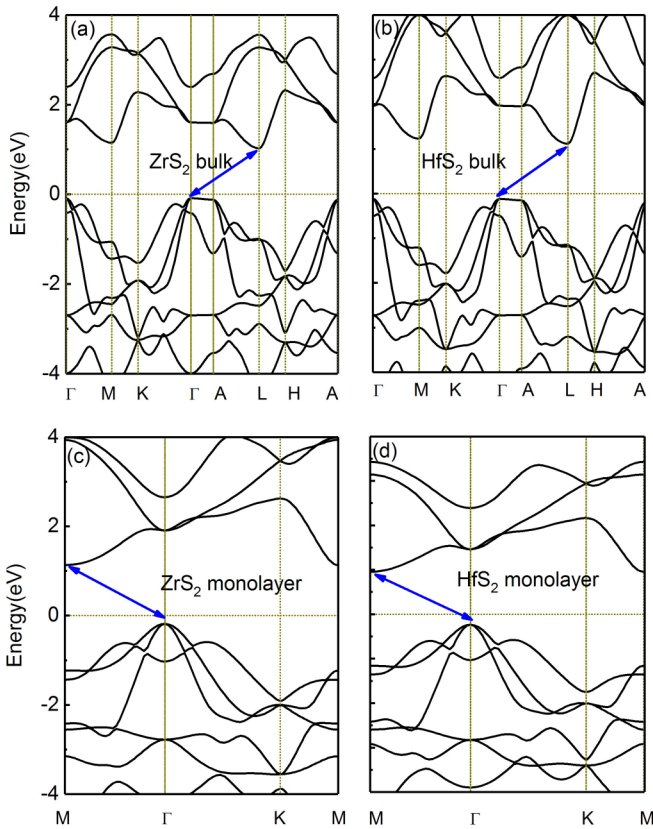 4
(a)
(b)
2
ZrS2 bulk
HfS2 bulk
0
Energy(eV)
-2
-4
Γ M K Γ A L H A
Γ M K Γ A L H A
4
(c)
(d)
2
ZrS2 monolayer
HfS2 monolayer
0
Energy(eV)
-2
-4
M Γ K M
M Γ K M